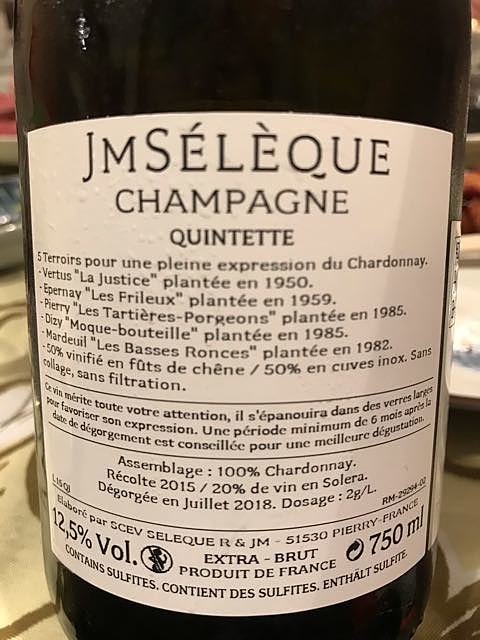 JMSÉLÈQUE
CHAMPAGNE
QUINTETTE
5 Terroirs pour une pleine expression du Chardonnay.
-Vertus "La Justice" plantée en 1950.
-Epernay "Les Frileux" plantée en 1959.
-Pierry "Les Tartières-Porgeons" plantée en 1985.
-Dizy "Moque-bouteille" plantée en 1985.
-Mardeuil "Les Basses Ronces" plantée en 1982.
-50% vinifié en fûts de chêne / 50% en cuves inox. Sans
collage, sans filtration.
Ce vin mérite toute votre attention, il s'épanouira dans des verres larges
pour favoriser son expression. Une période minimum de 6 mois après la
date de dégorgement est conseillée pour une meilleure dégustation.
Assemblage : 100% Chardonnay.
Récolte 2015 / 20% de vin en Solera.
Dégorgée en Juillet 2018. Dosage : 2g/L.
L.15QJ
RM-29294-02
Elaboré par SCEV SELEQUE R & JM - 51530 PIERRY-FRANCE
12,5% Vol.
EXTRA - BRUT
750 ml
PRODUIT DE FRANCE
CONTAINS SULFITES. CONTIENT DES SULFITES. ENTHÄLT SULFITE.